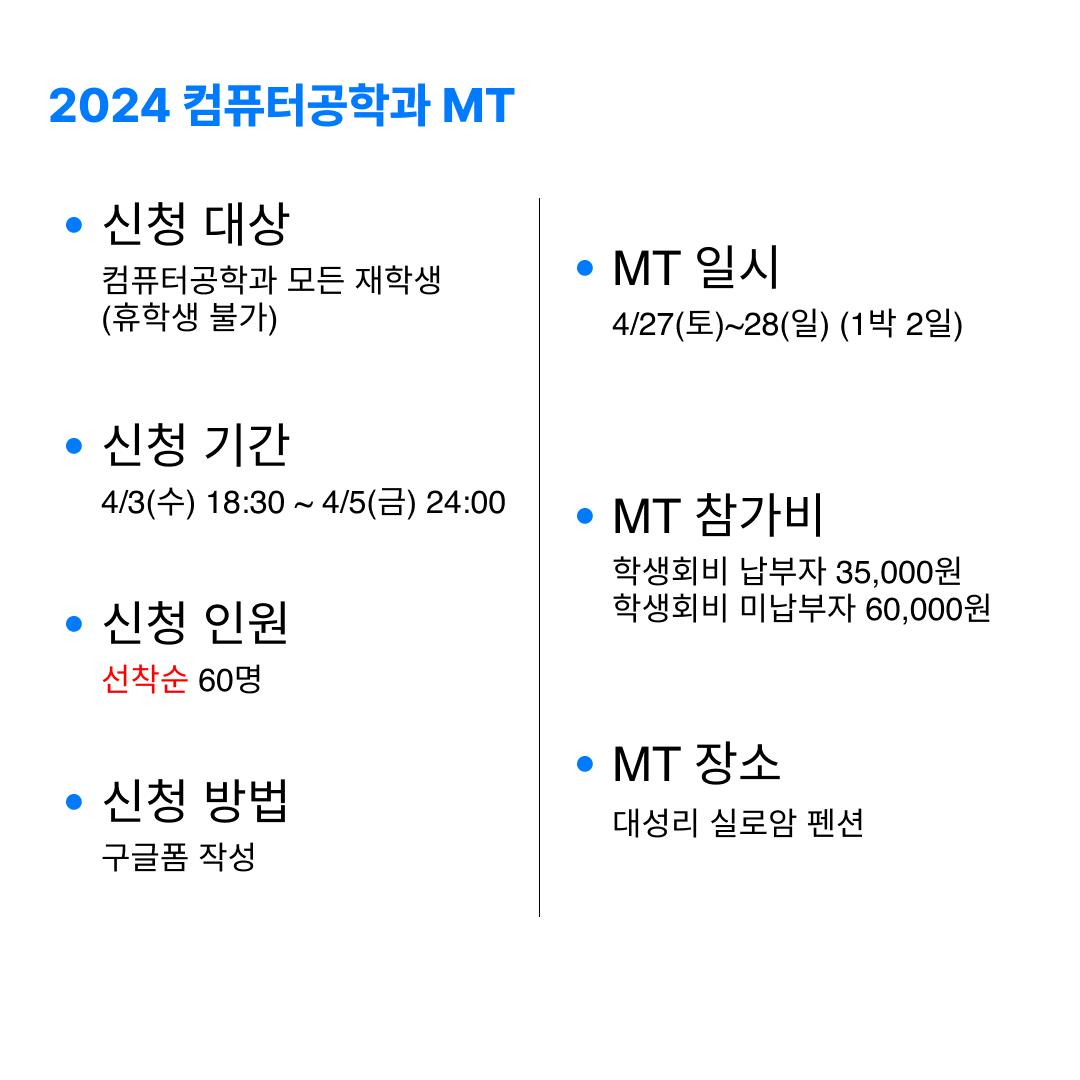 2024 컴퓨터공학과 MT
신청 대상
컴퓨터공학과 모든 재학생
(휴학생 불가)
신청 기간
4/3(수) 18:30 ~ 4/5(금) 24:00
신청 인원
선착순 60명
신청 방법
구글폼 작성
MT 일시
4/27(토)~28(일) (1박 2일)
MT 참가비
학생회비 납부자 35,000원
학생회비 미납부자 60,000원
MT 장소
대성리 실로암 펜션